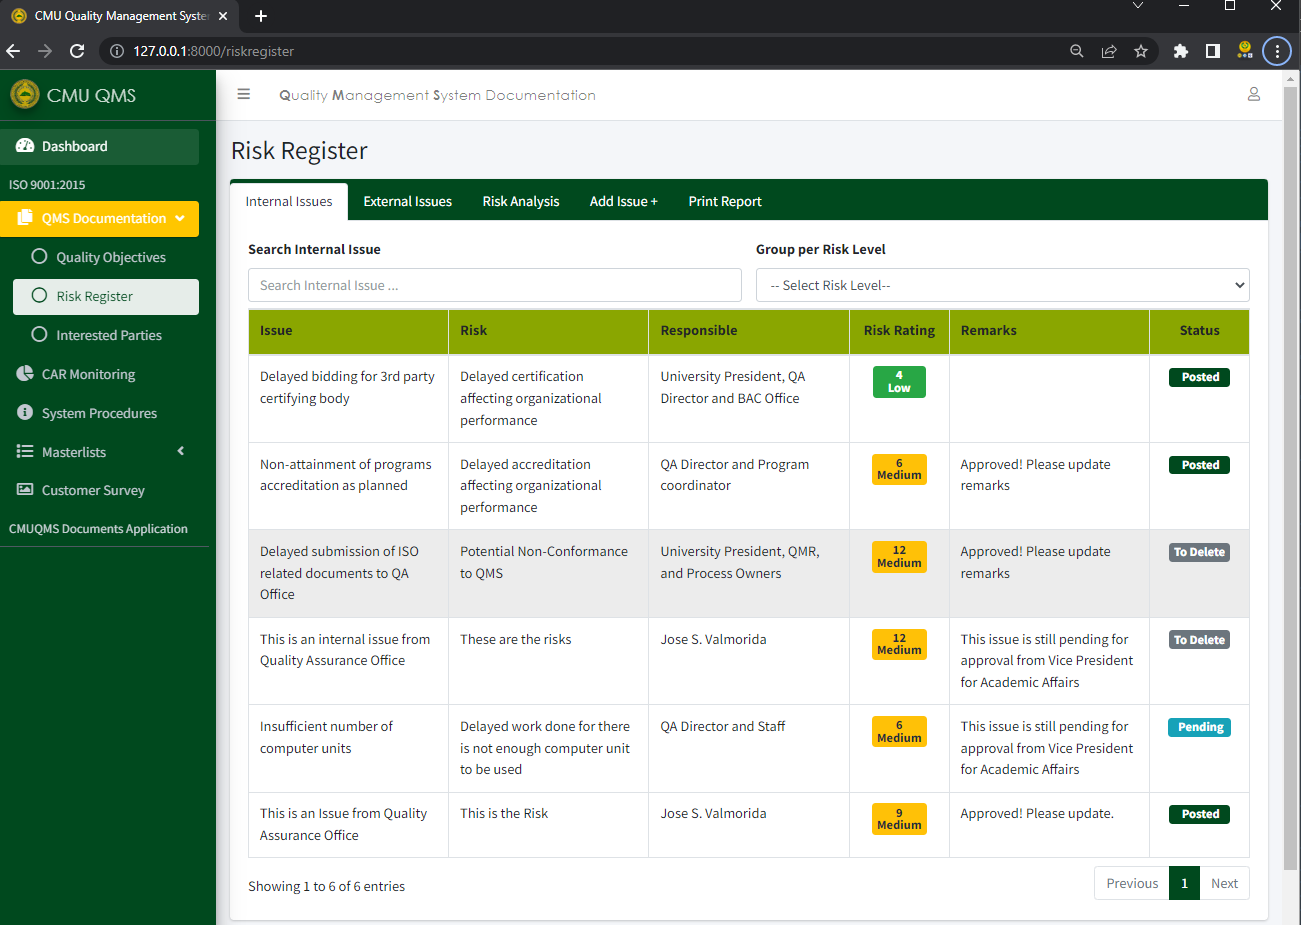 CMU Quality Management Syste
127.0.0.1:8000/riskregister
CMU QMS
Quality Management System Documentation
Dashboard
ISO 9001:2015
QMS Documentation
Quality Objectives
Risk Register
Interested Parties
CAR Monitoring
System Procedures
Masterlists
Customer Survey
CMUQMS Documents Application
Risk Register
Internal Issues External Issues Risk Analysis Add Issue + Print Report
Search Internal Issue Group per Risk Level
Search Internal Issue ... -- Select Risk Level--
Issue Risk Responsible Risk Rating Remarks Status
Delayed bidding for 3rd party
certifying body
Delayed certification
affecting organizational
performance
University President, QA
Director and BAC Office
4
Low
Posted
Non-attainment of programs
accreditation as planned
Delayed accreditation
affecting organizational
performance
QA Director and Program
coordinator
6
Medium
Approved! Please update
remarks
Posted
Delayed submission of ISO
related documents to QA
Office
Potential Non-Conformance
to QMS
University President, QMR,
and Process Owners
12
Medium
Approved! Please update
remarks
To Delete
This is an internal issue from
Quality Assurance Office
These are the risks
Jose S. Valmorida
12
Medium
This issue is still pending for
approval from Vice President
for Academic Affairs
To Delete
Insufficient number of
computer units
Delayed work done for there
is not enough computer unit
to be used
QA Director and Staff
6
Medium
This issue is still pending for
approval from Vice President
for Academic Affairs
Pending
This is an Issue from Quality
Assurance Office
This is the Risk
Jose S. Valmorida
9
Medium
Approved! Please update.
Posted
Showing 1 to 6 of 6 entries
Previous 1 Next